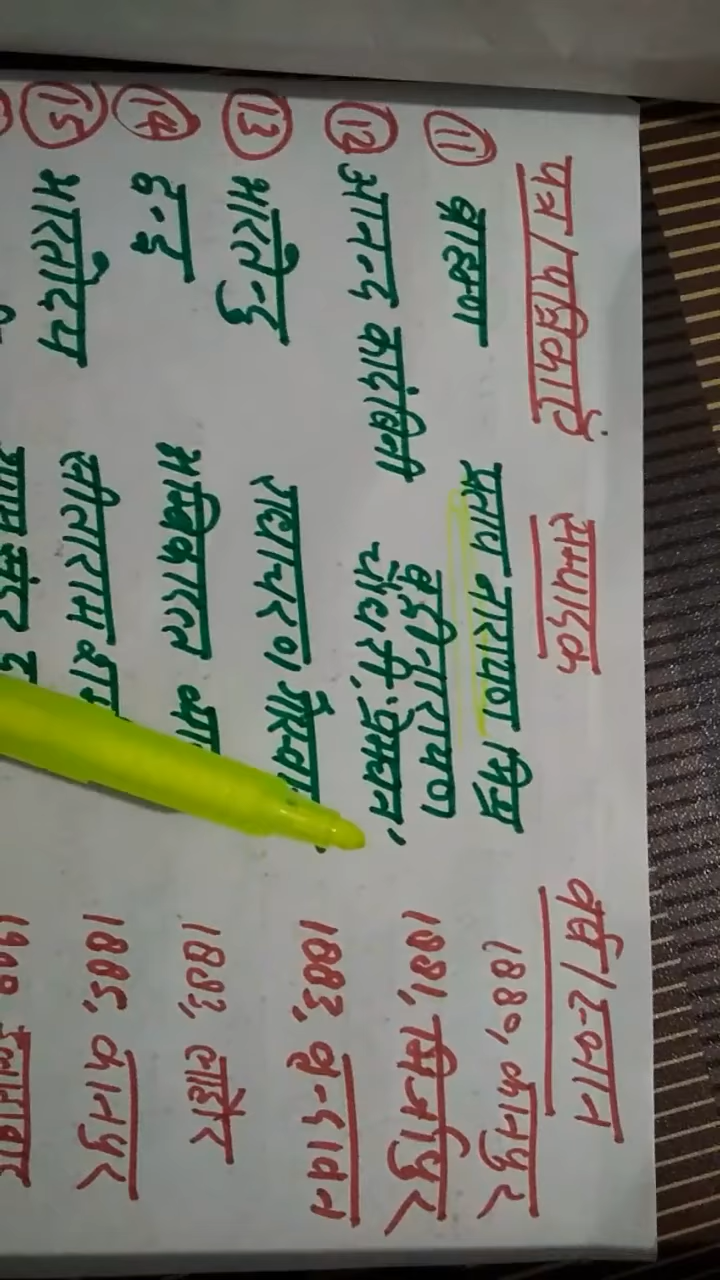 पत्र/पत्रिकाएँ सम्पादक वर्ष/स्थान
11 ब्राह्मण प्रताप नारायण मिश्र 1880, कानपुर
12 आनन्द कादंबिनी बद्रीनारायण चौधरी 'प्रेमघन' 1881, मिर्जापुर
13 भारतेन्दु राधाचरण 1883, वृन्दावन
14 इन्दु अम्बिकादत्त 1883, लाहौर
15 भारतोदय सीताराम 1885, कानपुर